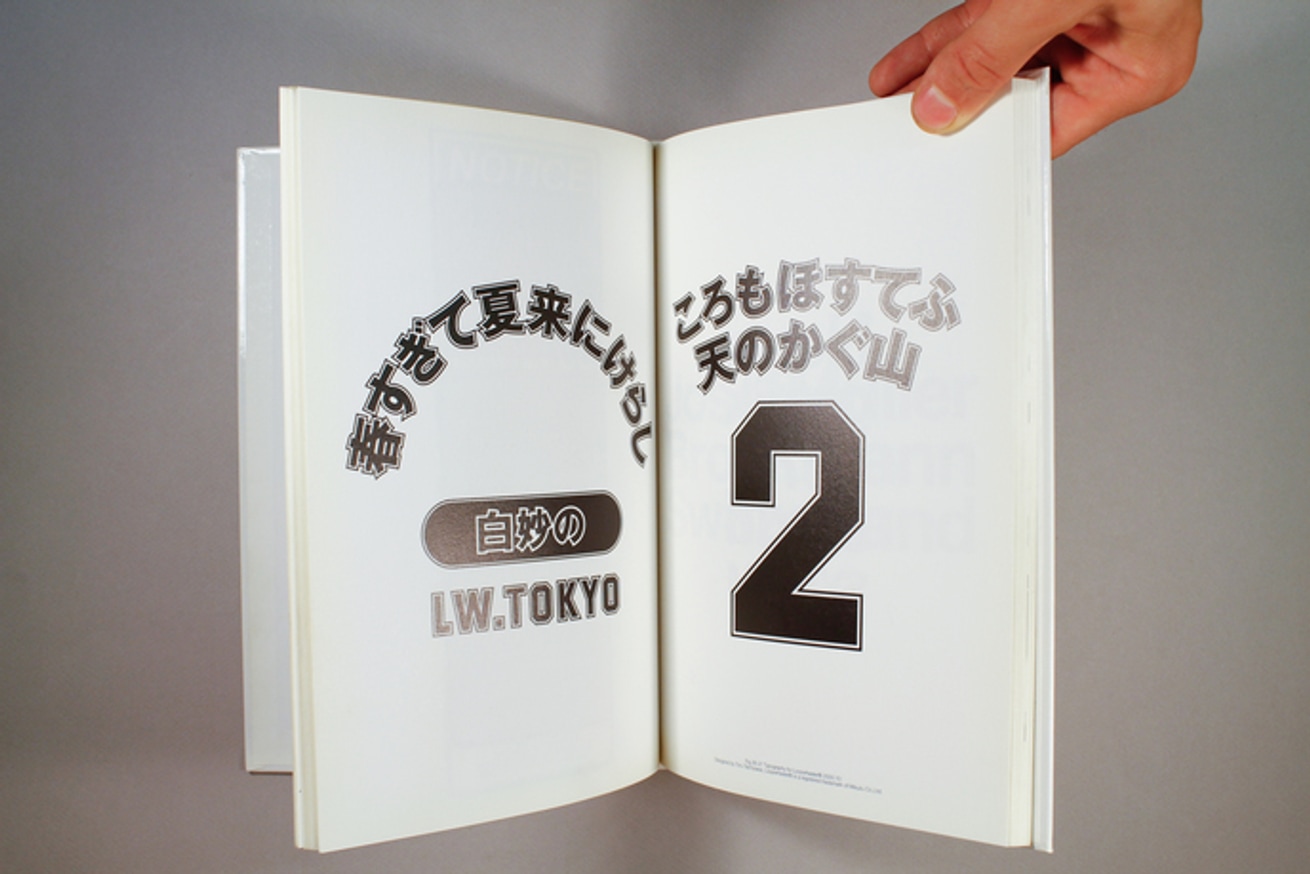 春すぎて夏来にけらし
白妙の
LW.TOKYO
ころもほすてふ
天のかぐ山
2